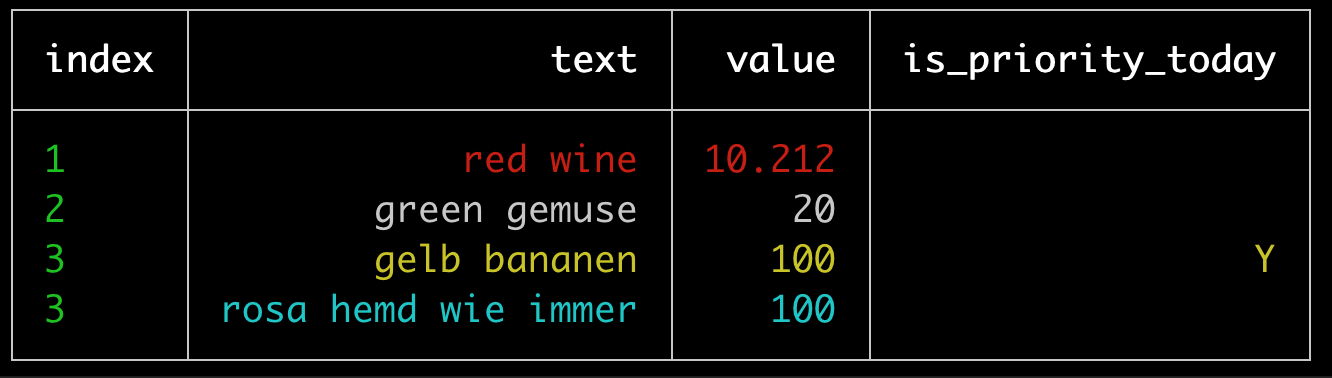 index text value is_priority_today
1 red wine 10.212
2 green gemuse 20
3 gelb bananen 100 Y
3 rosa hemd wie immer 100